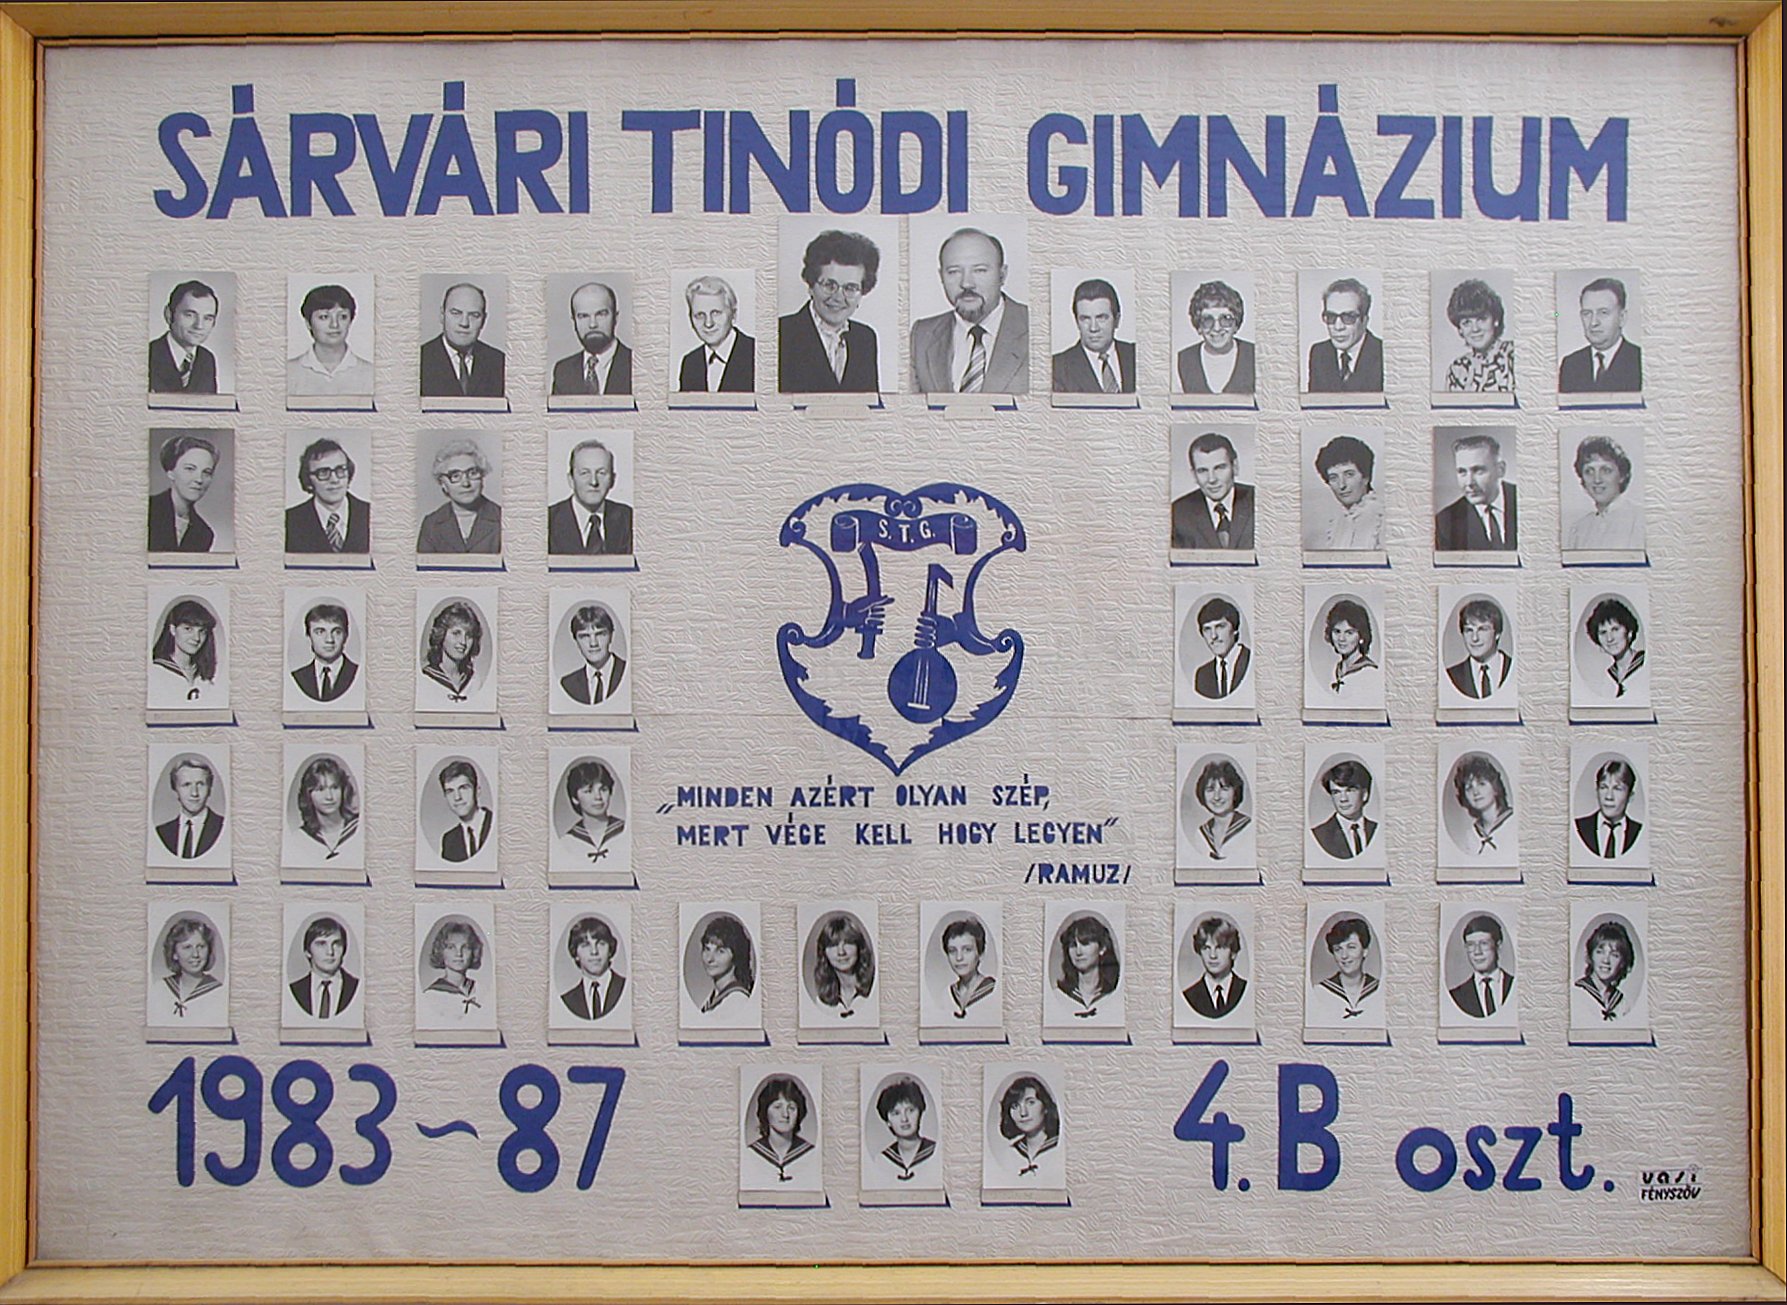 SÁRVÁRI TINÓDI GIMNÁZIUM
S.T.G.
„MINDEN AZÉRT OLYAN SZÉP,
MERT VÉGE KELL HOGY LEGYEN”
/RAMUZ/
1983~87
4.B oszt.
vasi
FÉNYSZÖV